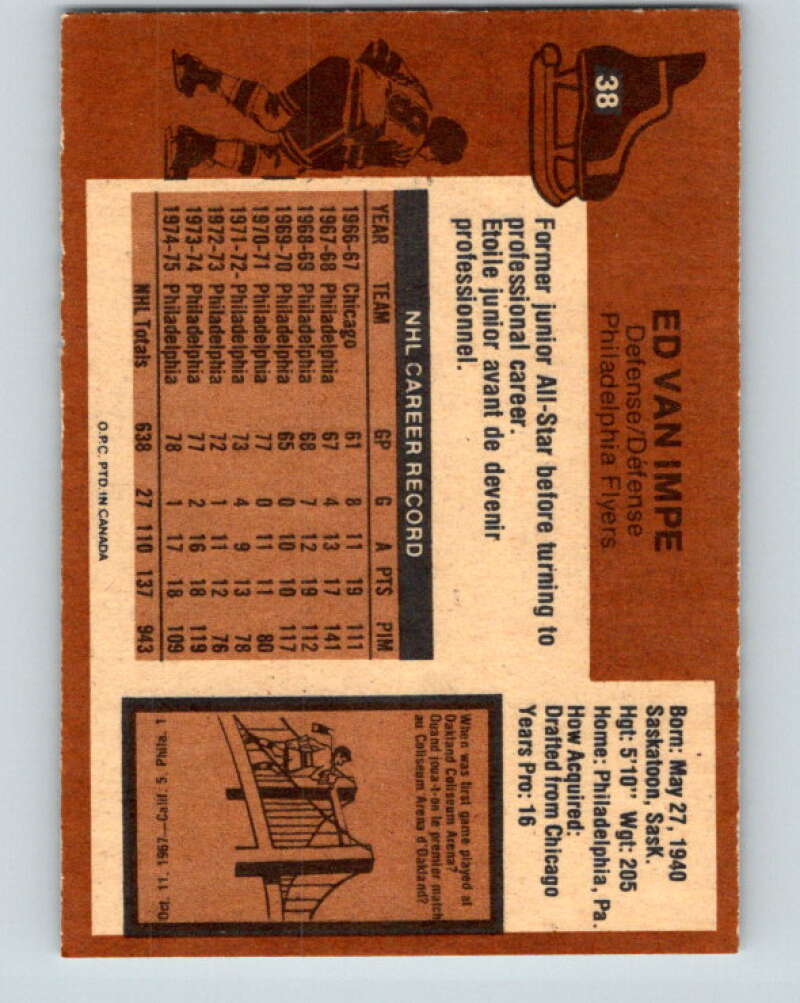 38
ED VAN IMPE
Defense/Defense
Philadelphia Flyers
Born: May 27, 1940
Saskatoon, SasK.
Hgt: 5'10" Wgt: 205
Home: Philadelphia, Pa.
How Acquired:
Drafted from Chicago
Years Pro: 16
Former junior All-Star before turning to
professional career.
Etoile junior avant de devenir
professionnel.
NHL CAREER RECORD
YEAR TEAM GP G A PTS PIM
1966-67 Chicago 61 8 11 19 111
1967-68 Philadelphia 67 4 13 17 141
1968-69 Philadelphia 68 7 12 19 112
1969-70 Philadelphia 65 0 10 10 117
1970-71 Philadelphia 77 0 11 11 80
1971-72- Philadelphia 73 4 9 13 78
1972-73 Philadelphia 72 1 11 12 76
1973-74 Philadelphia 77 2 16 18 119
1974-75 Philadelphia 78 1 17 18 109
NHL Totals 638 27 110 137 943
When was first game played at
Oakland Coliseum Arena?
Quand joua-t-on le premier match
au Coliseum Arena d'Oakland?
Oct. 11, 1967—Calif. 5 Phila. 1
O.P.C. PTD. IN CANADA